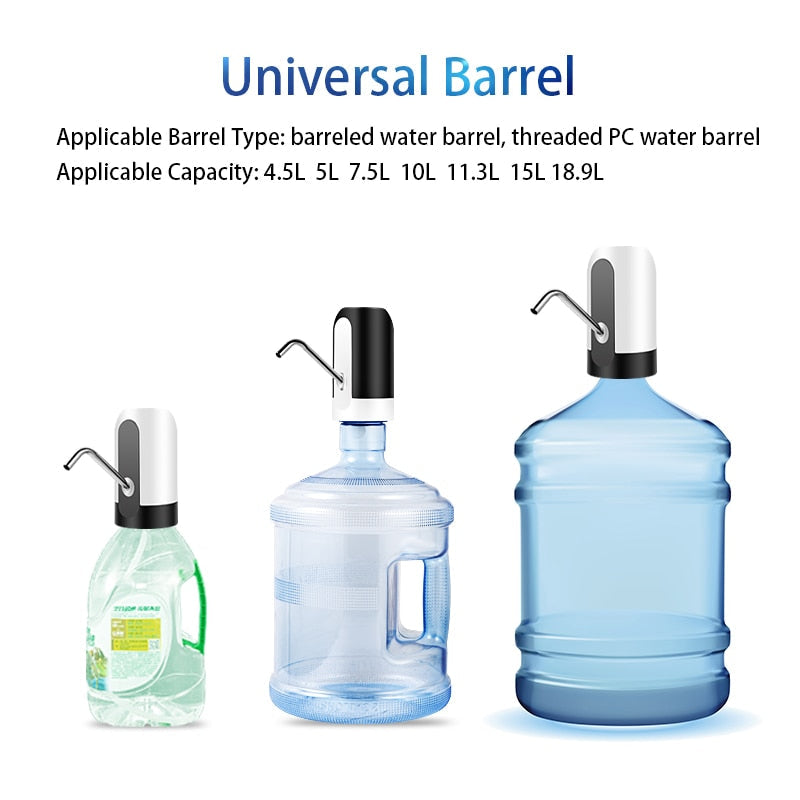 Universal Barrel
Applicable Barrel Type: barreled water barrel, threaded PC water barrel
Applicable Capacity: 4.5L 5L 7.5L 10L 11.3L 15L 18.9L